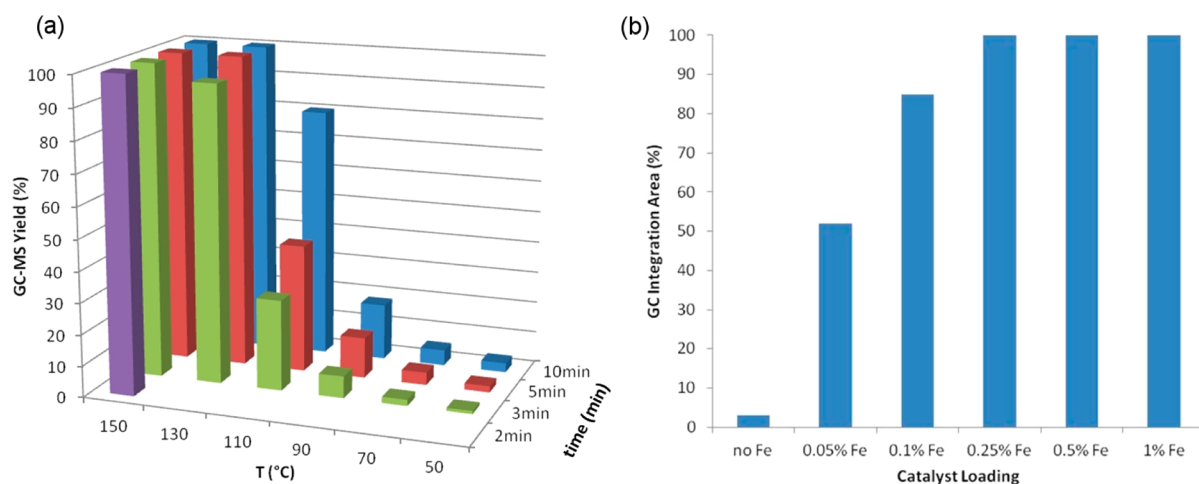 (a)
GC-MS Yield (%)
100
90
80
70
60
50
40
30
20
10
0
150
130
110
90
70
50
T (°C)
10min
5min
3min
2min
time (min)
(b)
GC Integration Area (%)
100
90
80
70
60
50
40
30
20
10
0
no Fe
0.05% Fe
0.1% Fe
0.25% Fe
0.5% Fe
1% Fe
Catalyst Loading